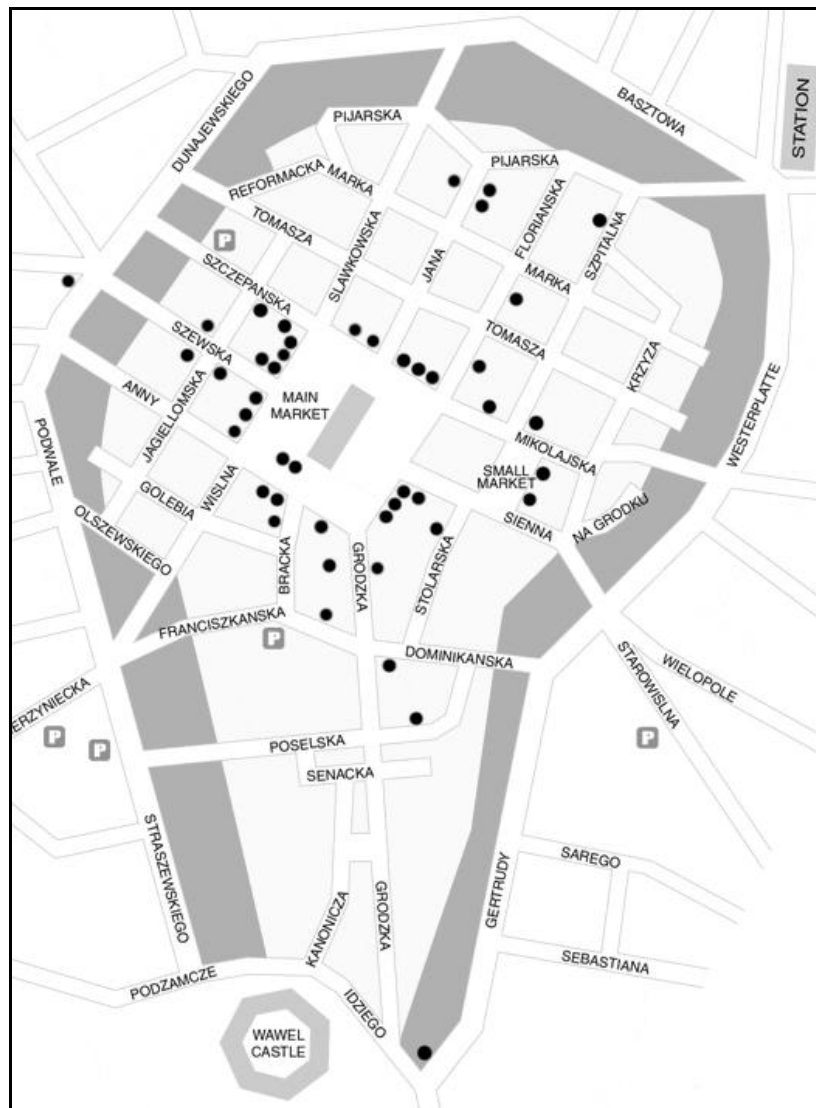 DUNAJEWSKIEGO
BASZTOWA
STATION
PIJARSKA
PIJARSKA
REFORMACKA
MARKA
TOMASZA
SLAWKOWSKA
JANA
FLORIANSKA
SZPITALNA
MARKA
SZCZEPANSKA
SZEWSKA
TOMASZA
KRZYZA
WESTERPLATTE
P
ANNY
JAGIELLOMSKA
MAIN
MARKET
MIKOLAJSKA
PODWALE
WISLNA
GOLEBIA
SMALL
MARKET
SIENNA
NA GRODKU
OLSZEWSKIEGO
BRACKA
GRODZKA
STOLARSKA
FRANCISZKANSKA
P
DOMINIKANSKA
STAROWISLNA
WIELOPOLE
ERZYNIECKA
P
P
P
POSELSKA
SENACKA
STRASZEWSKIEGO
KANONICZA
GRODZKA
GERTRUDY
SAREGO
SEBASTIANA
PODZAMCZE
IDZIEGO
WAWEL
CASTLE